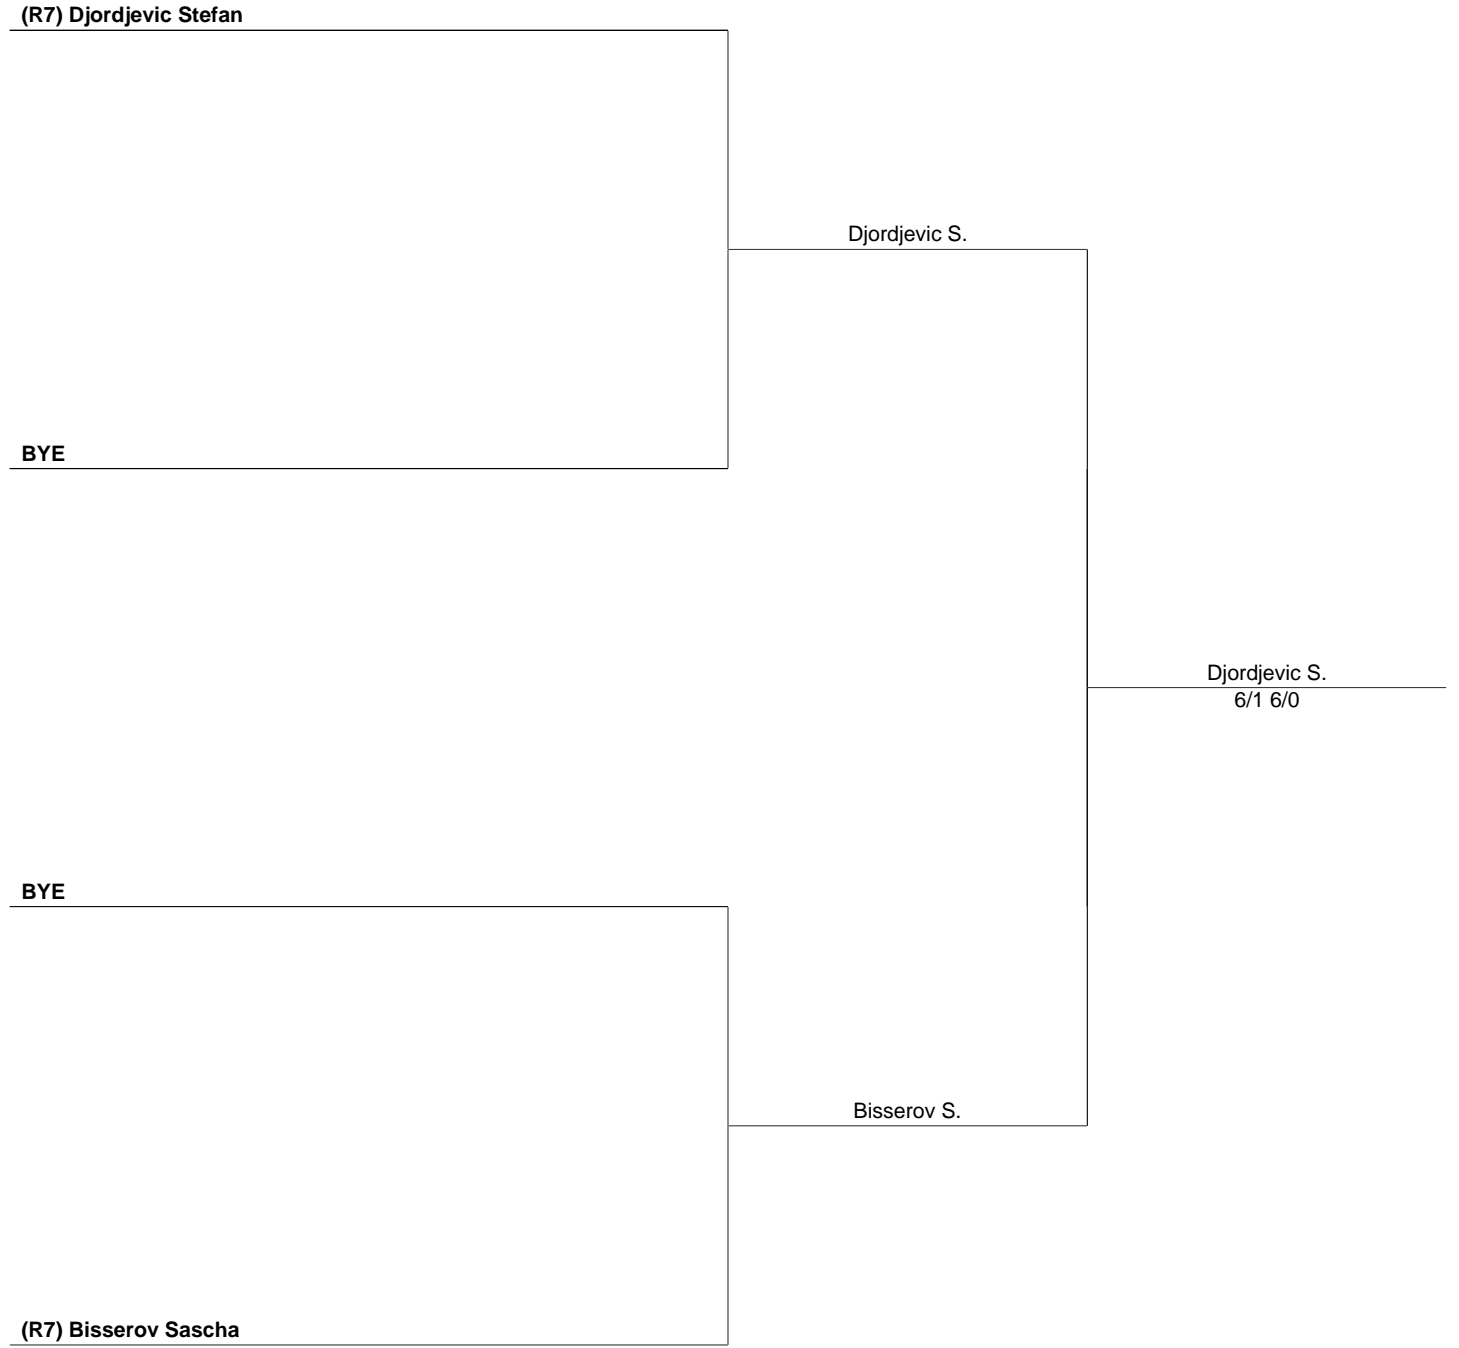 (R7) Djordjevic Stefan
Djordjevic S.
BYE
Djordjevic S.
6/1 6/0
BYE
Bisserov S.
(R7) Bisserov Sascha